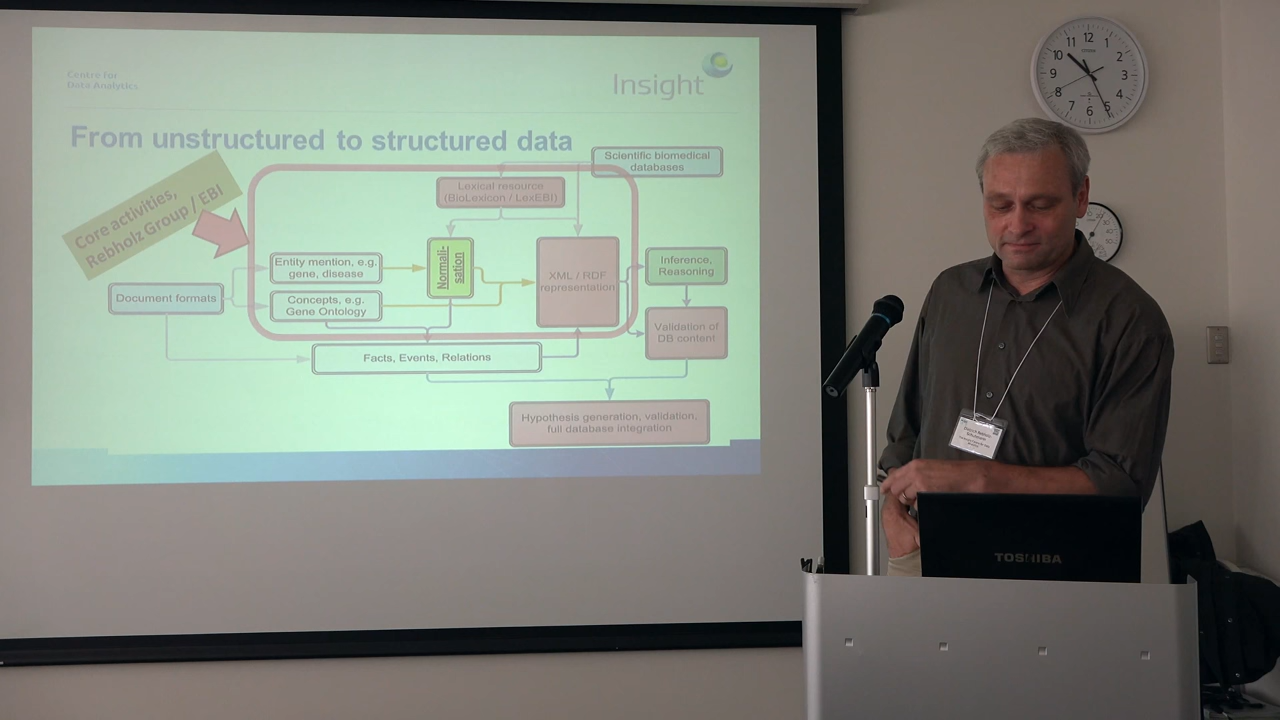 Centre for
Data Analytics
Insight
From unstructured to structured data
Core activities,
Rebholz Group / EBI
Scientific biomedical
databases
Lexical resource
(BioLexicon / LexEBI)
Entity mention, e.g.
gene, disease
Normali-
sation
XML / RDF
representation
Inference,
Reasoning
Document formats
Concepts, e.g.
Gene Ontology
Validation of
DB content
Facts, Events, Relations
Hypothesis generation, validation,
full database integration
TOSHIBA
12
1
2
3
4
5
6
7
8
9
10
11